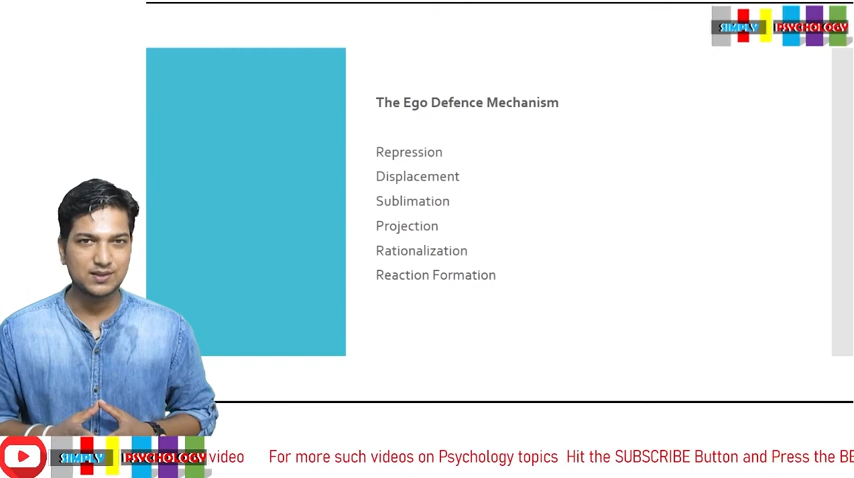 SIMPLY PSYCHOLOGY
The Ego Defence Mechanism
Repression
Displacement
Sublimation
Projection
Rationalization
Reaction Formation
SIMPLY PSYCHOLOGY video For more such videos on Psychology topics Hit the SUBSCRIBE Button and Press the